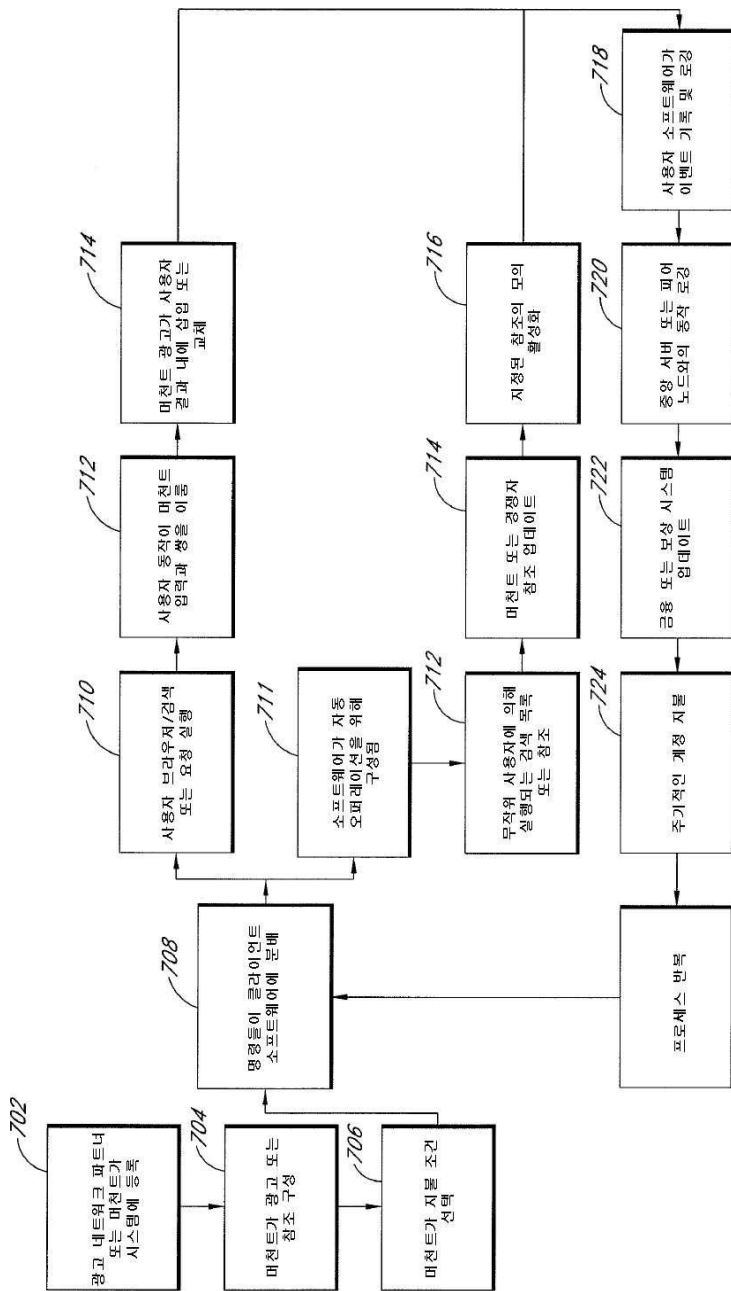 702
광고 네트워크 파트너
또는 머천트가
시스템에 등록
704
머천트가 광고 또는
참조 구성
706
머천트가 지불 조건
선택
708
명령들이 클라이언트
소프트웨어에 분배
710
사용자 브라우저/검색
또는 요청 실행
712
사용자 동작이 머천트
입력과 쌍을 이룸
714
머천트 광고가 사용자
결과 내에 삽입 또는
교체
711
소프트웨어가 자동
오퍼레이션을 위해
구성됨
712
무작위 사용자에 의해
실행되는 검색 목록
또는 참조
714
머천트 또는 경쟁자
참조 업데이트
716
지정된 참조의 모의
활성화
718
사용자 소프트웨어가
이벤트 기록 및 로깅
720
중앙 서버 또는 피어
노드와의 동작 로깅
722
금융 또는 보상 시스템
업데이트
724
주기적인 계정 지불
프로세스 반복